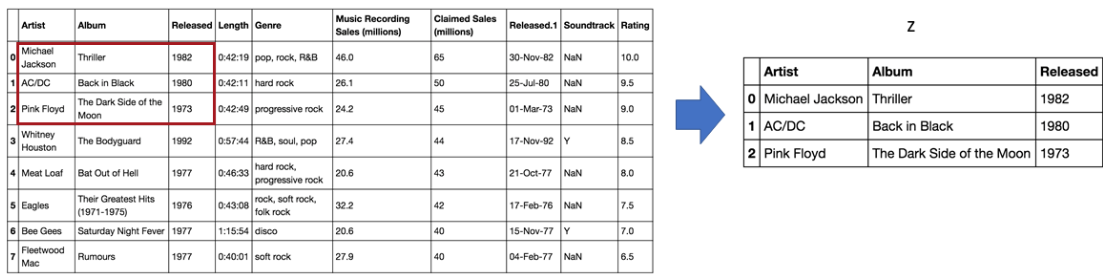 Artist Album Released Length Genre Music Recording Sales (millions) Claimed Sales (millions) Released.1 Soundtrack Rating
0 Michael Jackson Thriller 1982 0:42:19 pop, rock, R&B 46.0 65 30-Nov-82 NaN 10.0
1 AC/DC Back in Black 1980 0:42:11 hard rock 26.1 50 25-Jul-80 NaN 9.5
2 Pink Floyd The Dark Side of the Moon 1973 0:42:49 progressive rock 24.2 45 01-Mar-73 NaN 9.0
3 Whitney Houston The Bodyguard 1992 0:57:44 R&B, soul, pop 27.4 44 17-Nov-92 Y 8.5
4 Meat Loaf Bat Out of Hell 1977 0:46:33 hard rock, progressive rock 20.6 43 21-Oct-77 NaN 8.0
5 Eagles Their Greatest Hits (1971-1975) 1976 0:43:08 rock, soft rock, folk rock 32.2 42 17-Feb-76 NaN 7.5
6 Bee Gees Saturday Night Fever 1977 1:15:54 disco 20.6 40 15-Nov-77 Y 7.0
7 Fleetwood Mac Rumours 1977 0:40:01 soft rock 27.9 40 04-Feb-77 NaN 6.5
z
Artist Album Released
0 Michael Jackson Thriller 1982
1 AC/DC Back in Black 1980
2 Pink Floyd The Dark Side of the Moon 1973